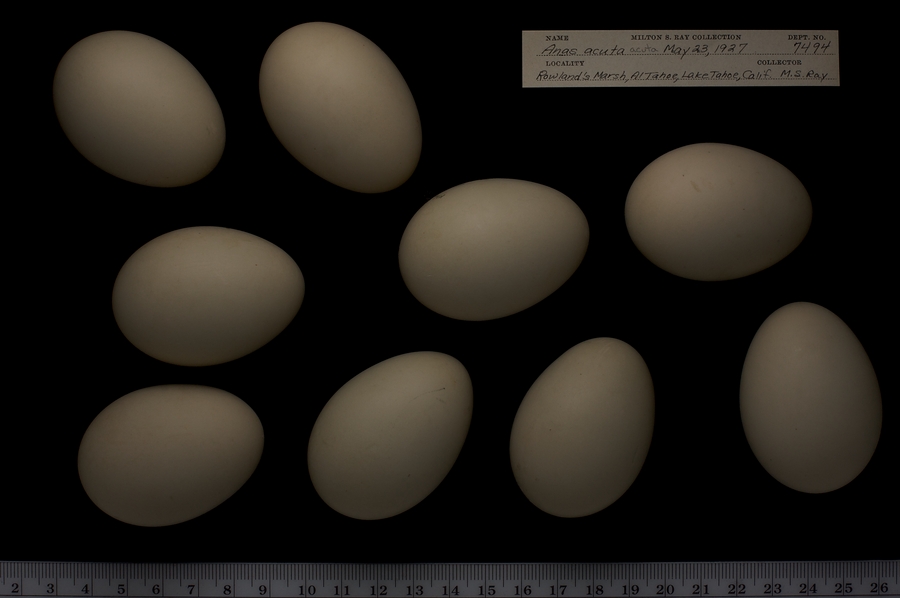 NAME MILTON S. RAY COLLECTION DEPT. NO.
Anas acuta acuta May 23, 1927 7494
LOCALITY COLLECTOR
Rowland's Marsh, Al Tahoe, Lake Tahoe, Calif. M.S. Ray
2 3 4 5 6 7 8 9 10 11 12 13 14 15 16 17 18 19 20 21 22 23 24 25 26